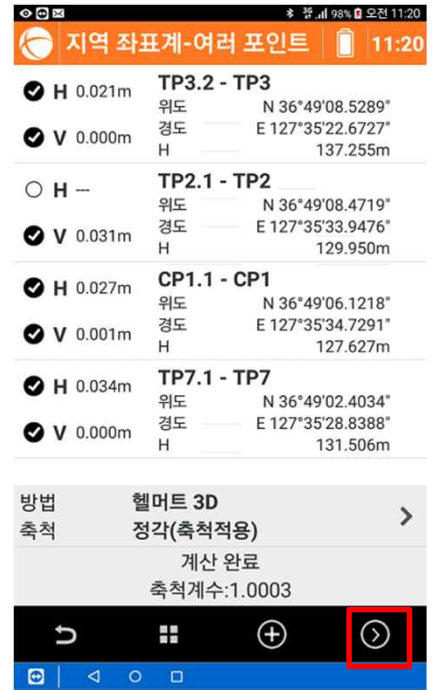 98% 오전 11:20
지역 좌표계-여러 포인트 11:20
H 0.021m TP3.2 - TP3
위도 N 36°49'08.5289"
V 0.000m 경도 E 127°35'22.6727"
H 137.255m
H --- TP2.1 - TP2
위도 N 36°49'08.4719"
V 0.031m 경도 E 127°35'33.9476"
H 129.950m
H 0.027m CP1.1 - CP1
위도 N 36°49'06.1218"
V 0.001m 경도 E 127°35'34.7291"
H 127.627m
H 0.034m TP7.1 - TP7
위도 N 36°49'02.4034"
V 0.000m 경도 E 127°35'28.8388"
H 131.506m
방법 헬머트 3D
축척 정각(축척적용)
계산 완료
축척계수:1.0003